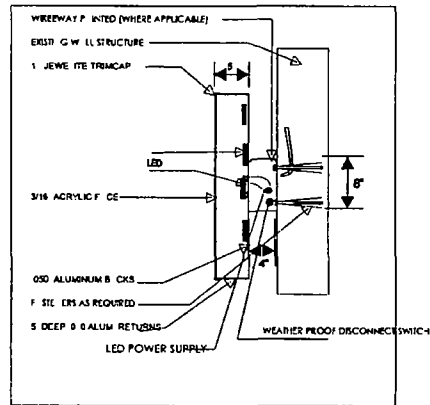 WIREWAY P INTED (WHERE APPLICABLE)
EXISTI G W LL STRUCTURE
1 JEWE ITE TRIMCAP
5
LED
3/16 ACRYLIC F CE
8"
4"
.050 ALUMINUM B CKS
F STE ERS AS REQUIRED
5 DEEP 0 0 ALUM RETURNS
WEATHER PROOF DISCONNECT SWITCH
LED POWER SUPPLY